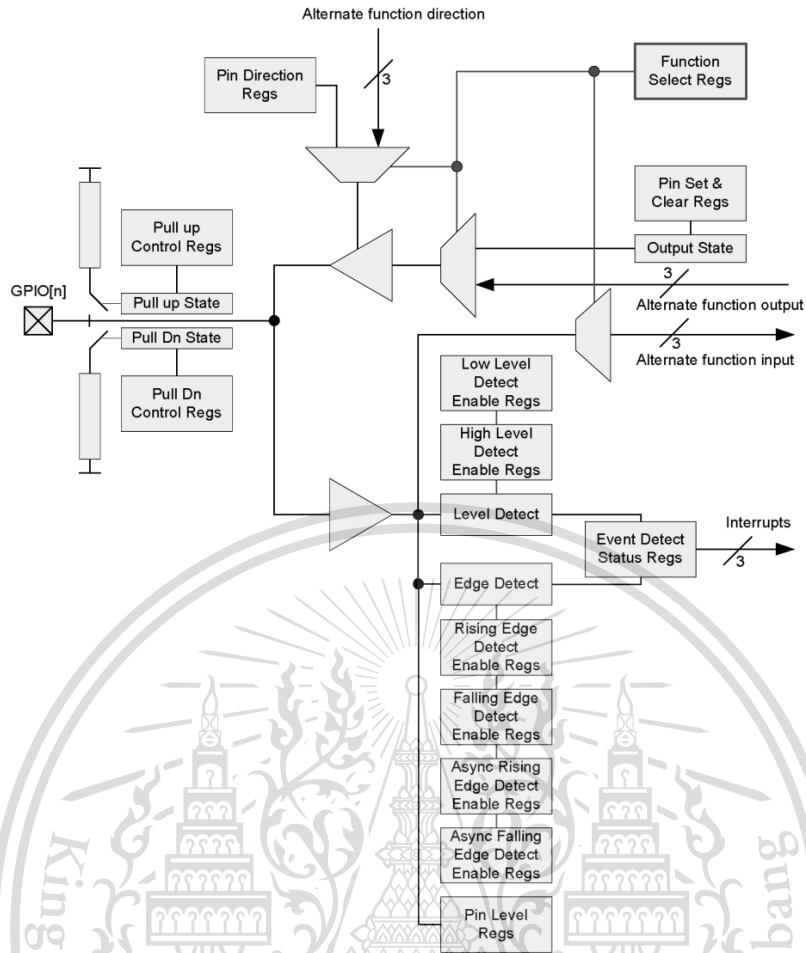 Alternate function direction
3
Pin Direction
Regs
Function
Select Regs
Pin Set &
Clear Regs
Output State
3
Alternate function output
3
Alternate function input
Pull up
Control Regs
Pull up State
GPIO[n]
Pull Dn State
Pull Dn
Control Regs
Low Level
Detect
Enable Regs
High Level
Detect
Enable Regs
Level Detect
Event Detect
Status Regs
Interrupts
3
Edge Detect
Rising Edge
Detect
Enable Regs
Falling Edge
Detect
Enable Regs
Async Rising
Edge Detect
Enable Regs
Async Falling
Edge Detect
Enable Regs
Pin Level
Regs
King
bang